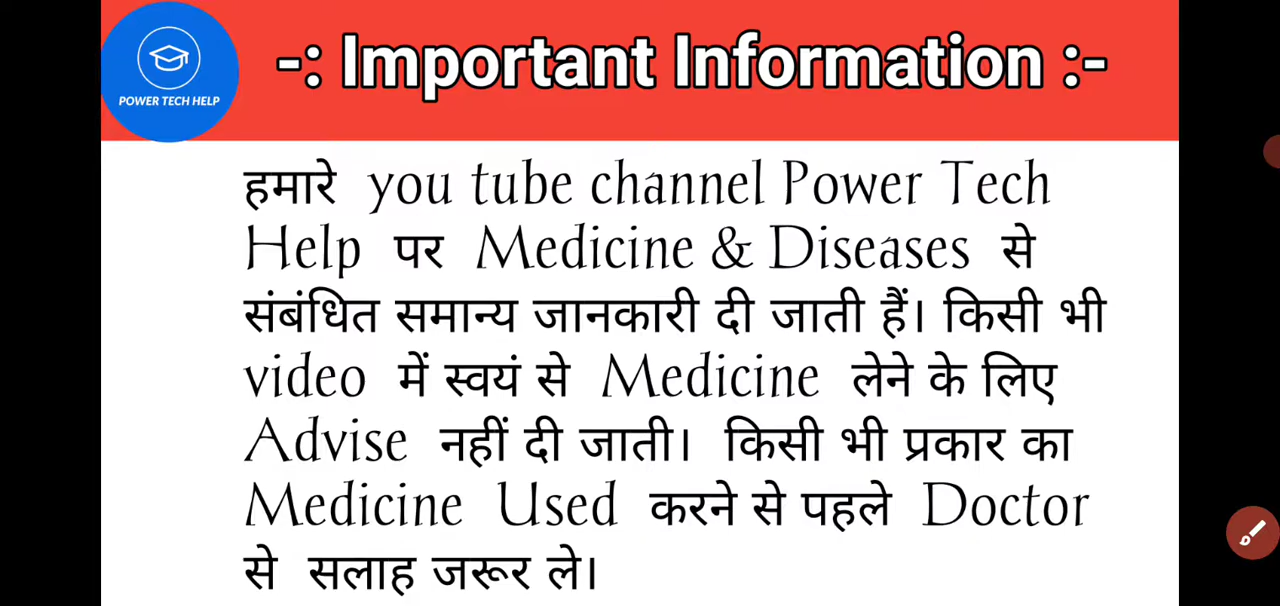 POWER TECH HELP
-: Important Information :-
हमारे you tube channel Power Tech
Help पर Medicine & Diseases से
संबंधित समान्य जानकारी दी जाती हैं। किसी भी
video में स्वयं से Medicine लेने के लिए
Advise नहीं दी जाती। किसी भी प्रकार का
Medicine Used करने से पहले Doctor
से सलाह जरूर ले।